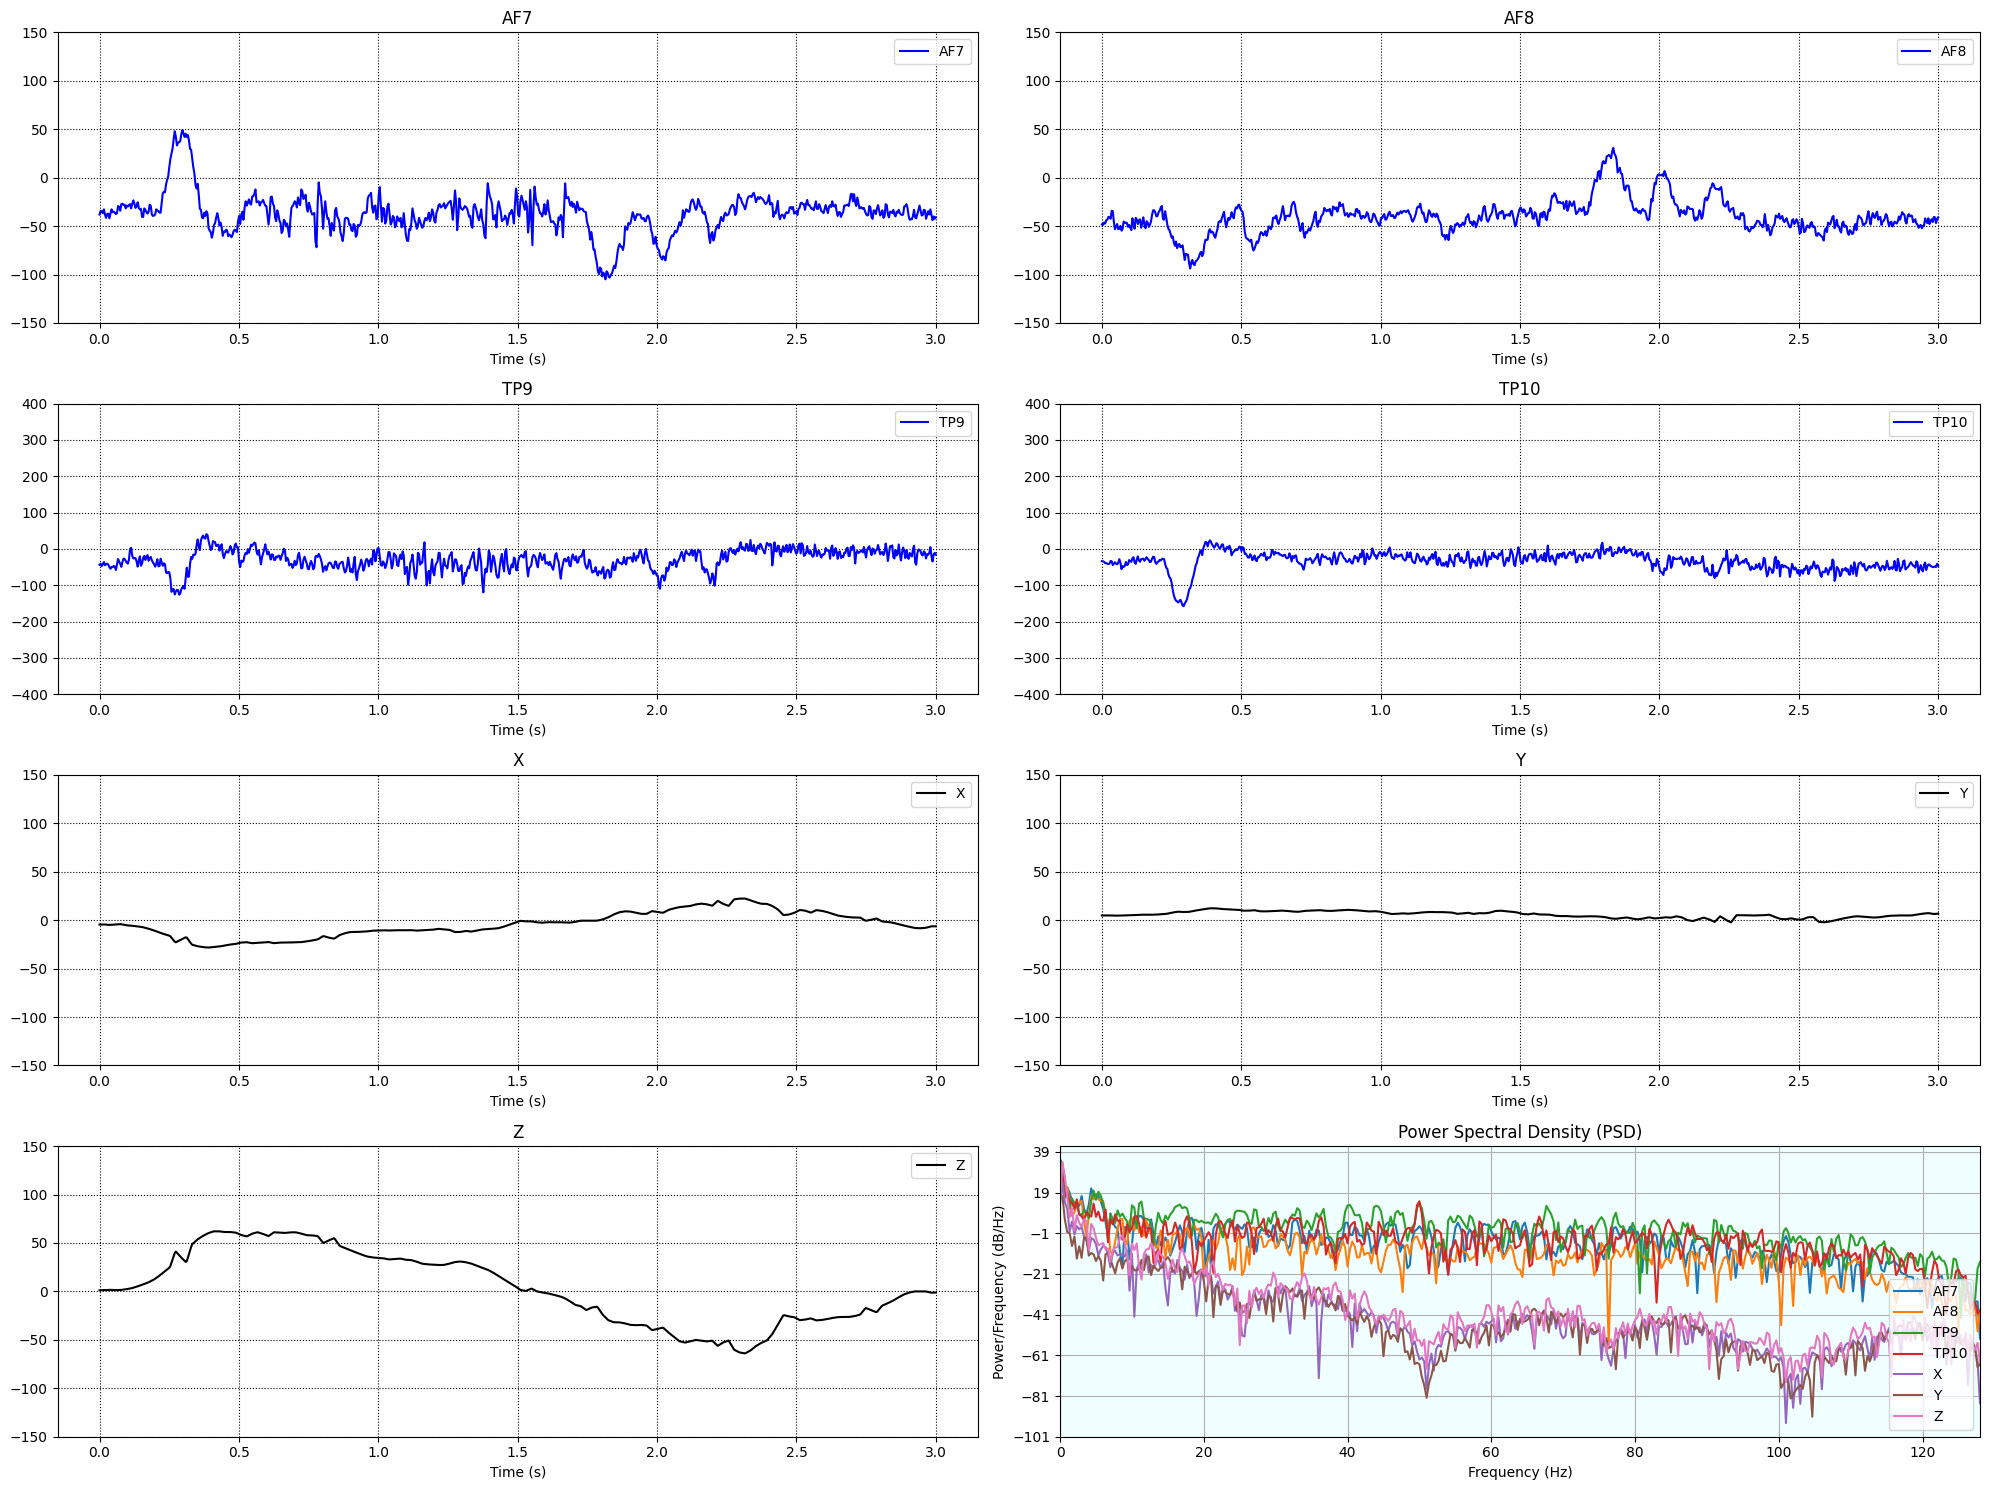 AF7
150
100
50
0
−50
−100
−150
0.0 0.5 1.0 1.5 2.0 2.5 3.0
Time (s)
AF7
AF8
150
100
50
0
−50
−100
−150
0.0 0.5 1.0 1.5 2.0 2.5 3.0
Time (s)
AF8
TP9
400
300
200
100
0
−100
−200
−300
−400
0.0 0.5 1.0 1.5 2.0 2.5 3.0
Time (s)
TP9
TP10
400
300
200
100
0
−100
−200
−300
−400
0.0 0.5 1.0 1.5 2.0 2.5 3.0
Time (s)
TP10
X
150
100
50
0
−50
−100
−150
0.0 0.5 1.0 1.5 2.0 2.5 3.0
Time (s)
X
Y
150
100
50
0
−50
−100
−150
0.0 0.5 1.0 1.5 2.0 2.5 3.0
Time (s)
Y
Z
150
100
50
0
−50
−100
−150
0.0 0.5 1.0 1.5 2.0 2.5 3.0
Time (s)
Z
Power Spectral Density (PSD)
Power/Frequency (dB/Hz)
39
19
−1
−21
−41
−61
−81
−101
0 20 40 60 80 100 120
Frequency (Hz)
AF7
AF8
TP9
TP10
X
Y
Z